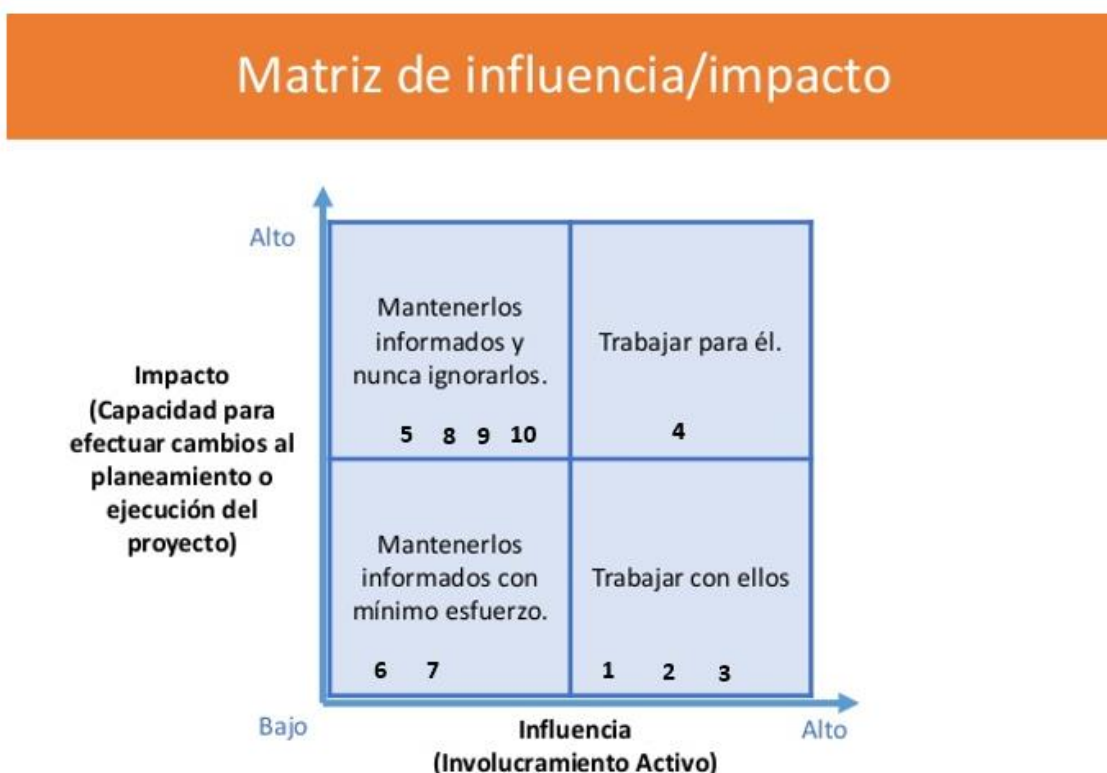 Matriz de influencia/impacto
Alto
Impacto
(Capacidad para
efectuar cambios al
planeamiento o
ejecución del
proyecto)
Mantenerlos
informados y
nunca ignorarlos.
5 8 9 10
Trabajar para él.
4
Mantenerlos
informados con
mínimo esfuerzo.
6 7
Trabajar con ellos
1 2 3
Bajo
Influencia
(Involucramiento Activo)
Alto